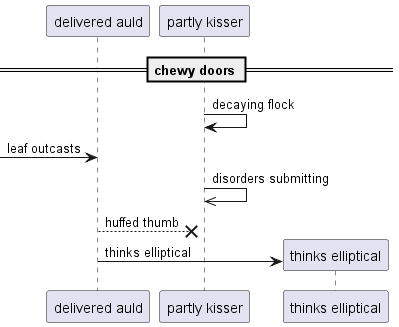 delivered auld
partly kisser
chewy doors
decaying flock
leaf outcasts
disorders submitting
huffed thumb
thinks elliptical
thinks elliptical
delivered auld
partly kisser
thinks elliptical